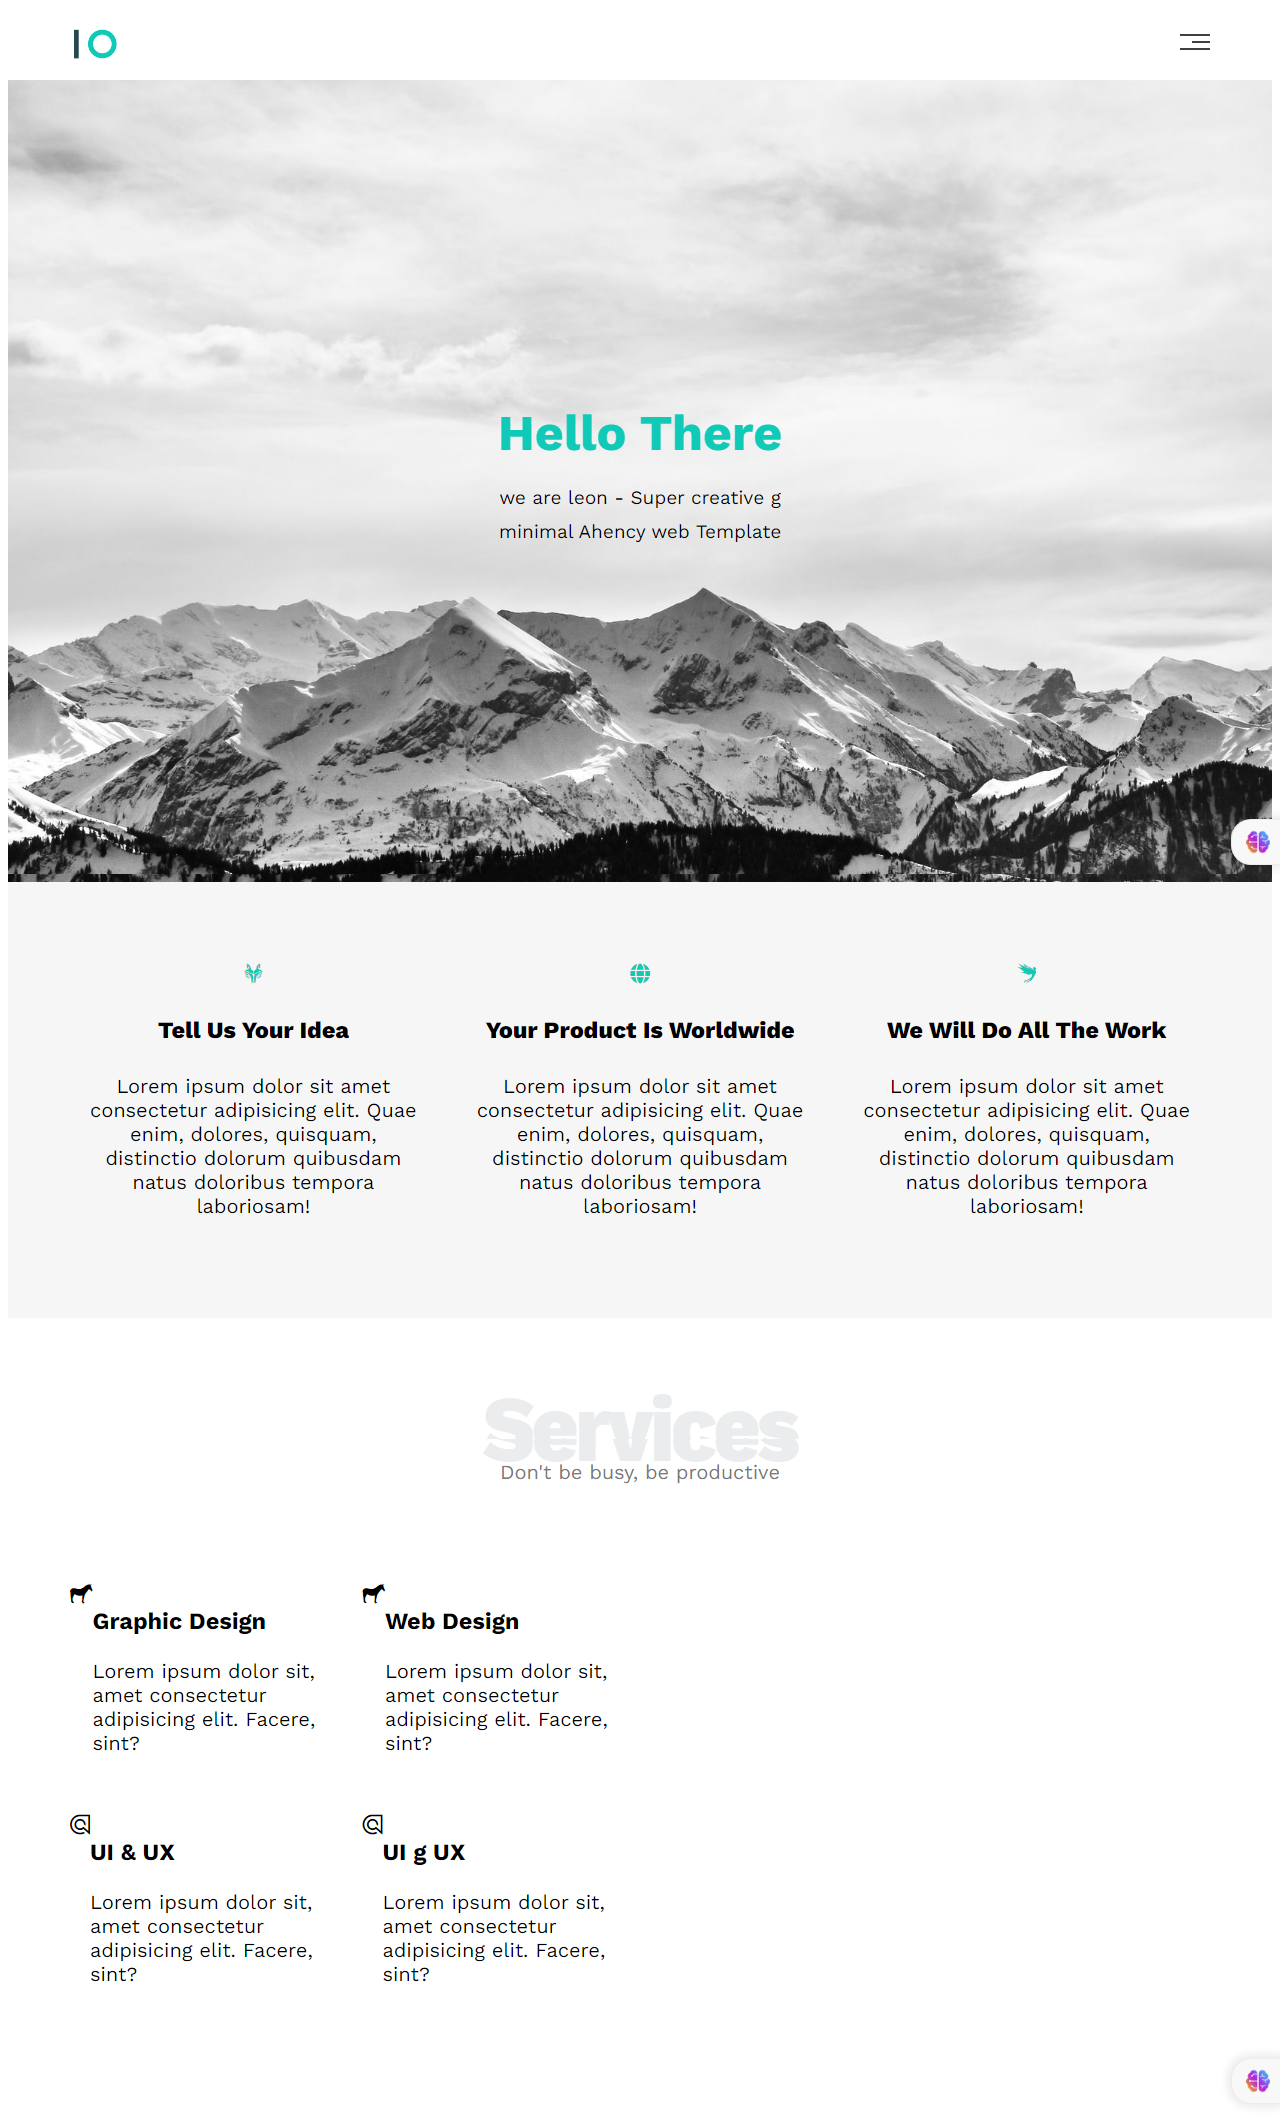 IO
Hello There
we are leon - Super creative g
minimal Ahency web Template
Tell Us Your Idea
Lorem ipsum dolor sit amet
consectetur adipisicing elit. Quae
enim, dolores, quisquam,
distinctio dolorum quibusdam
natus doloribus tempora
laboriosam!
Your Product Is Worldwide
Lorem ipsum dolor sit amet
consectetur adipisicing elit. Quae
enim, dolores, quisquam,
distinctio dolorum quibusdam
natus doloribus tempora
laboriosam!
We Will Do All The Work
Lorem ipsum dolor sit amet
consectetur adipisicing elit. Quae
enim, dolores, quisquam,
distinctio dolorum quibusdam
natus doloribus tempora
laboriosam!
Services
Don't be busy, be productive
Graphic Design
Lorem ipsum dolor sit,
amet consectetur
adipisicing elit. Facere,
sint?
Web Design
Lorem ipsum dolor sit,
amet consectetur
adipisicing elit. Facere,
sint?
UI & UX
Lorem ipsum dolor sit,
amet consectetur
adipisicing elit. Facere,
sint?
UI g UX
Lorem ipsum dolor sit,
amet consectetur
adipisicing elit. Facere,
sint?